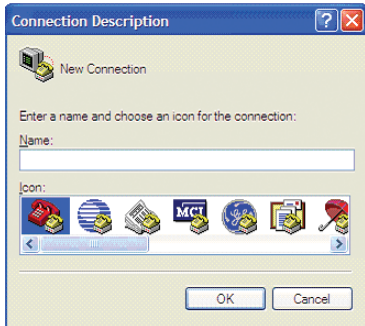 Connection Description
New Connection
Enter a name and choose an icon for the connection:
Name:
Icon:
MCI
OK
Cancel